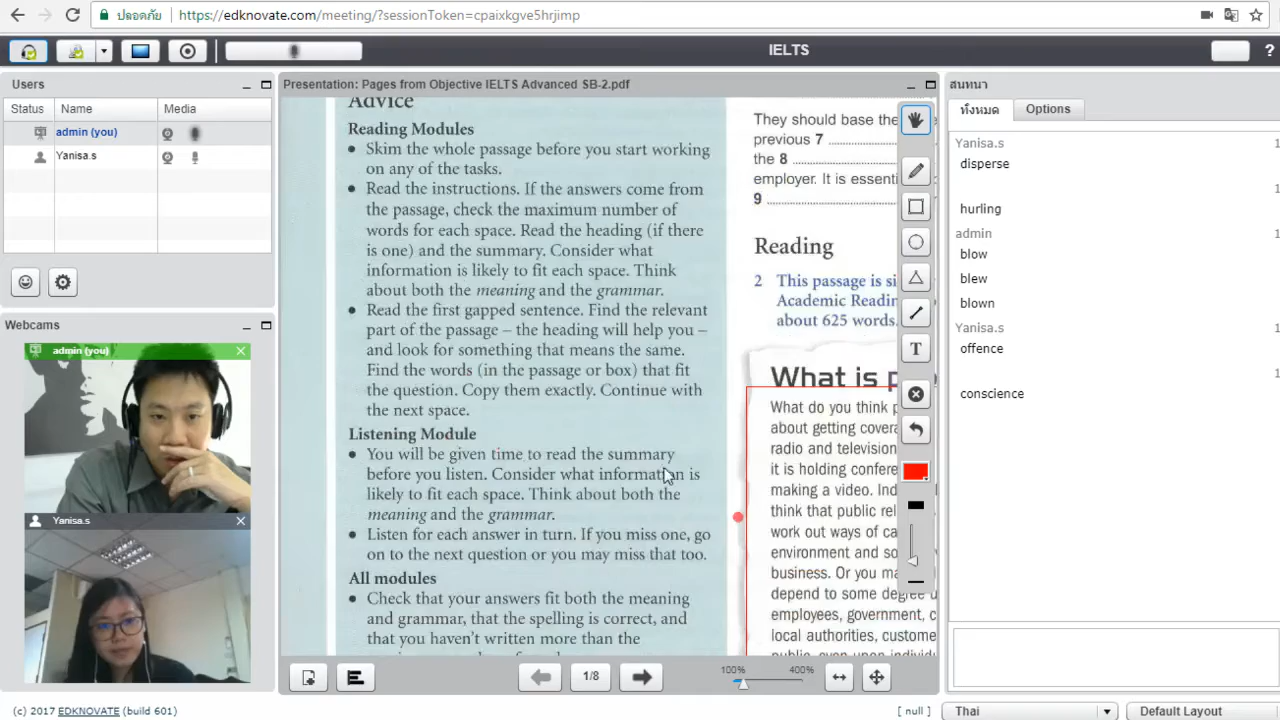 ปลอดภัย https://edknovate.com/meeting/?sessionToken=cpaixkgve5hrjimp
IELTS
?
Users
Status Name Media
admin (you)
Yanisa.s
Webcams
admin (you)
Yanisa.s
Presentation: Pages from Objective IELTS Advanced SB-2.pdf
Advice
Reading Modules
• Skim the whole passage before you start working
on any of the tasks.
• Read the instructions. If the answers come from
the passage, check the maximum number of
words for each space. Read the heading (if there
is one) and the summary. Consider what
information is likely to fit each space. Think
about both the meaning and the grammar.
• Read the first gapped sentence. Find the relevant
part of the passage – the heading will help you –
and look for something that means the same.
Find the words (in the passage or box) that fit
the question. Copy them exactly. Continue with
the next space.
Listening Module
• You will be given time to read the summary
before you listen. Consider what information is
likely to fit each space. Think about both the
meaning and the grammar.
• Listen for each answer in turn. If you miss one, go
on to the next question or you may miss that too.
All modules
• Check that your answers fit both the meaning
and grammar, that the spelling is correct, and
that you haven't written more than the
They should base the
previous 7
the 8
employer. It is essenti
9
Reading
2 This passage is si
Academic Readin
about 625 words.
What is p
What do you think p
about getting covera
radio and television
it is holding confere
making a video. Ind
think that public rel
work out ways of ca
environment and so
business. Or you ma
depend to some degree u
employees, government, c
local authorities, custome
public, even upon individu
T
1/8
100% 400%
สนทนา
ทั้งหมด Options
Yanisa.s 1
disperse
1
hurling
admin 1
blow
blew
blown
Yanisa.s 1
offence
1
conscience
(c) 2017 EDKNOVATE (build 601)
[ null ] Thai Default Layout